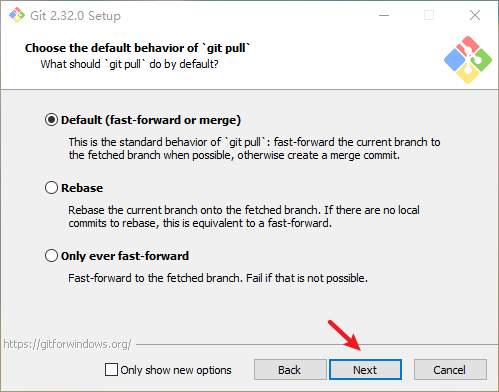 Git 2.32.0 Setup
Choose the default behavior of `git pull`
What should `git pull` do by default?
Default (fast-forward or merge)
This is the standard behavior of `git pull`: fast-forward the current branch to
the fetched branch when possible, otherwise create a merge commit.
Rebase
Rebase the current branch onto the fetched branch. If there are no local
commits to rebase, this is equivalent to a fast-forward.
Only ever fast-forward
Fast-forward to the fetched branch. Fail if that is not possible.
https://gitforwindows.org/
Only show new options
Back
Next
Cancel